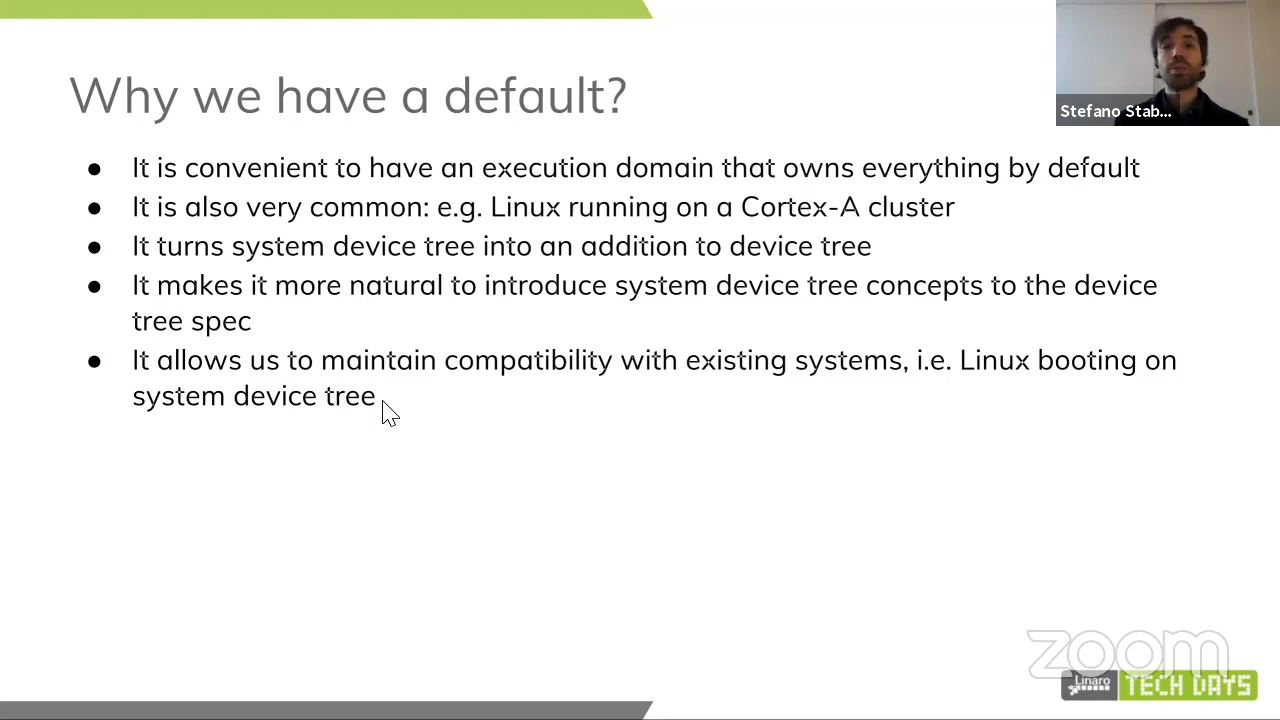 Why we have a default?
Stefano Stab...
● It is convenient to have an execution domain that owns everything by default
● It is also very common: e.g. Linux running on a Cortex-A cluster
● It turns system device tree into an addition to device tree
● It makes it more natural to introduce system device tree concepts to the device
tree spec
● It allows us to maintain compatibility with existing systems, i.e. Linux booting on
system device tree
zoom
Linaro TECH DAYS